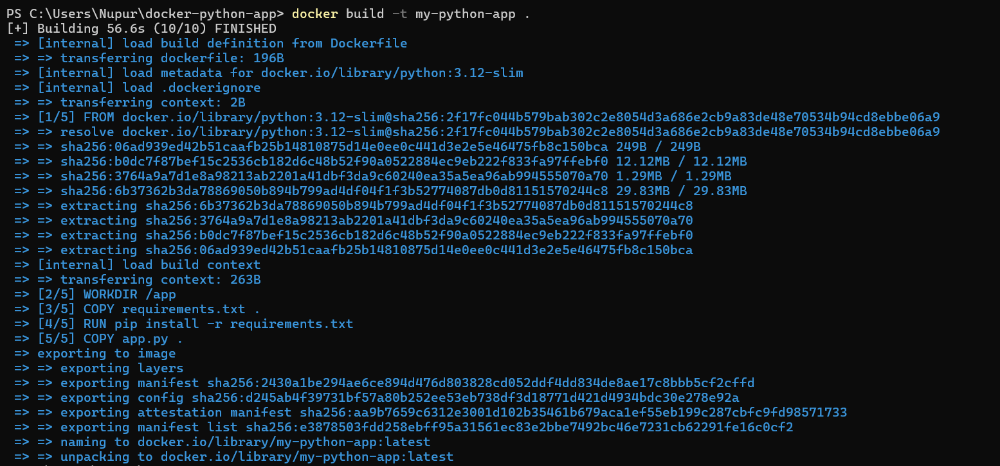 PS C:\Users\Nupur\docker-python-app> docker build -t my-python-app .
[+] Building 56.6s (10/10) FINISHED
=> [internal] load build definition from Dockerfile
=> => transferring dockerfile: 196B
=> [internal] load metadata for docker.io/library/python:3.12-slim
=> [internal] load .dockerignore
=> => transferring context: 2B
=> [1/5] FROM docker.io/library/python:3.12-slim@sha256:2f17fc044b579bab302c2e8054d3a686e2cb9a83de48e70534b94cd8ebbe06a9
=> => resolve docker.io/library/python:3.12-slim@sha256:2f17fc044b579bab302c2e8054d3a686e2cb9a83de48e70534b94cd8ebbe06a9
=> => sha256:06ad939ed42b51caafb25b14810875d14e0ee0c441d3e2e5e46475fb8c150bca 249B / 249B
=> => sha256:b0dc7f87bef15c2536cb182d6c48b52f90a0522884ec9eb222f833fa97ffebf0 12.12MB / 12.12MB
=> => sha256:3764a9a7d1e8a98213ab2201a41dbf3da9c60240ea35a5ea96ab994555070a70 1.29MB / 1.29MB
=> => sha256:6b37362b3da78869050b894b799ad4df04f1f3b52774087db0d81151570244c8 29.83MB / 29.83MB
=> => extracting sha256:6b37362b3da78869050b894b799ad4df04f1f3b52774087db0d81151570244c8
=> => extracting sha256:3764a9a7d1e8a98213ab2201a41dbf3da9c60240ea35a5ea96ab994555070a70
=> => extracting sha256:b0dc7f87bef15c2536cb182d6c48b52f90a0522884ec9eb222f833fa97ffebf0
=> => extracting sha256:06ad939ed42b51caafb25b14810875d14e0ee0c441d3e2e5e46475fb8c150bca
=> [internal] load build context
=> => transferring context: 263B
=> [2/5] WORKDIR /app
=> [3/5] COPY requirements.txt .
=> [4/5] RUN pip install -r requirements.txt
=> [5/5] COPY app.py .
=> exporting to image
=> => exporting layers
=> => exporting manifest sha256:2430a1be294ae6ce894d476d803828cd052ddf4dd834de8ae17c8bbb5cf2cffd
=> => exporting config sha256:d245ab4f39731bf57a80b252ee53eb738df3d18771d421d4934bdc30e278e92a
=> => exporting attestation manifest sha256:aa9b7659c6312e3001d102b35461b679aca1ef55eb199c287cbfc9fd98571733
=> => exporting manifest list sha256:e3878503fdd258ebff95a31561ec83e2bbe7492bc46e7231cb62291fe16c0cf2
=> => naming to docker.io/library/my-python-app:latest
=> => unpacking to docker.io/library/my-python-app:latest